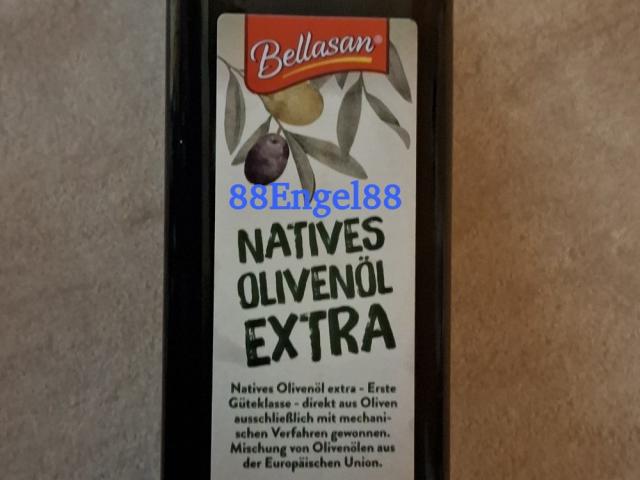 Bellasan®
88Engel88
NATIVES
OLIVENÖL
EXTRA
Natives Olivenöl extra - Erste
Güteklasse - direkt aus Oliven
ausschließlich mit mechani-
schen Verfahren gewonnen.
Mischung von Olivenölen aus
der Europäischen Union.